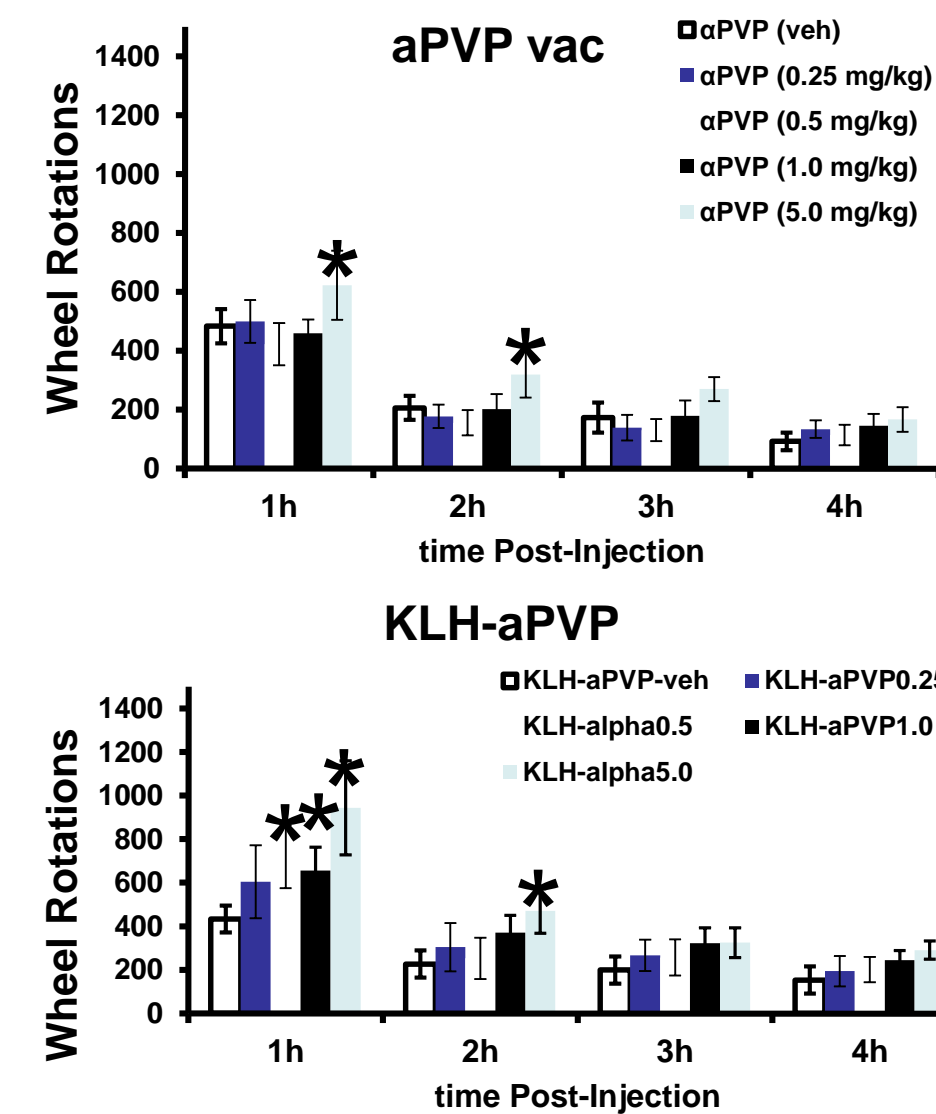 aPVP vac
αPVP (veh)
αPVP (0.25 mg/kg)
αPVP (0.5 mg/kg)
αPVP (1.0 mg/kg)
αPVP (5.0 mg/kg)
Wheel Rotations
1400
1200
1000
800
600
400
200
0
* *
1h 2h 3h 4h
time Post-Injection
KLH-aPVP
KLH-aPVP-veh KLH-aPVP0.25
KLH-alpha0.5 KLH-aPVP1.0
KLH-alpha5.0
Wheel Rotations
1400
1200
1000
800
600
400
200
0
* * * *
1h 2h 3h 4h
time Post-Injection